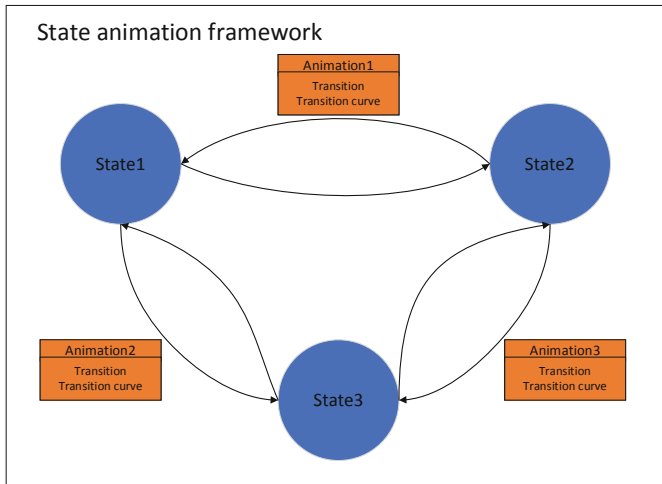 State animation framework
Animation1
Transition
Transition curve
State1
State2
Animation2
Transition
Transition curve
Animation3
Transition
Transition curve
State3